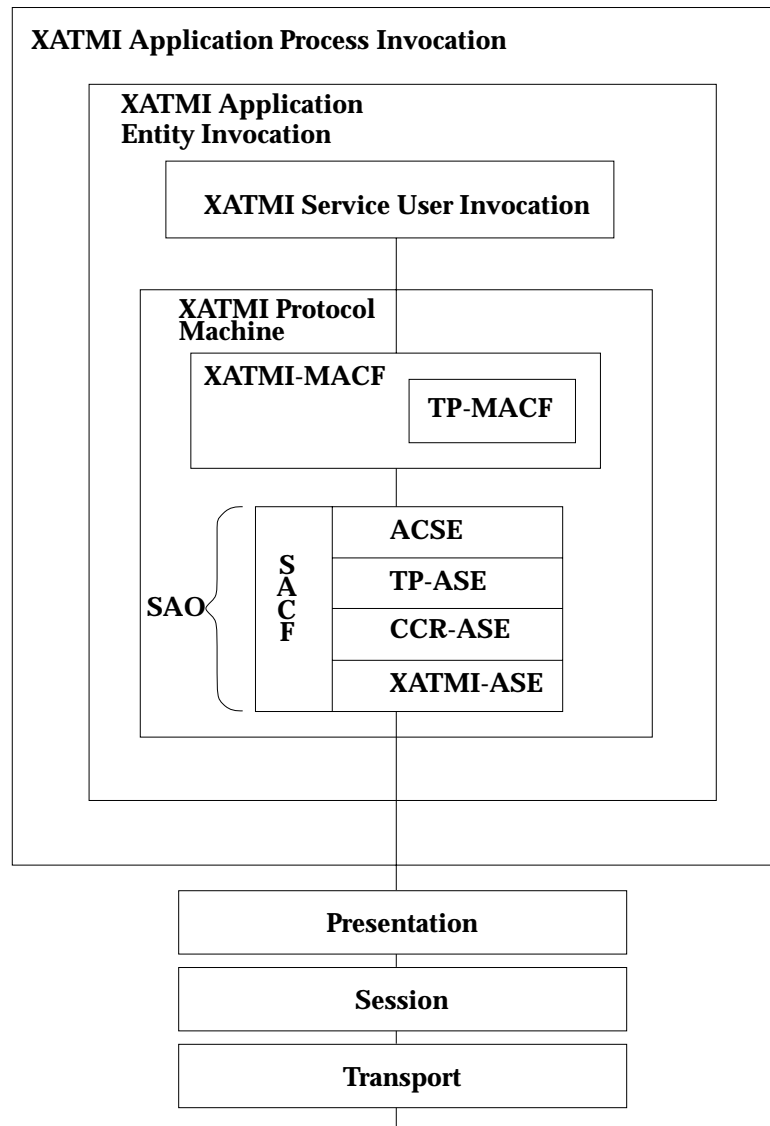 XATMI Application Process Invocation
XATMI Application
Entity Invocation
XATMI Service User Invocation
XATMI Protocol
Machine
XATMI-MACF
TP-MACF
SAO
SACF
ACSE
TP-ASE
CCR-ASE
XATMI-ASE
Presentation
Session
Transport